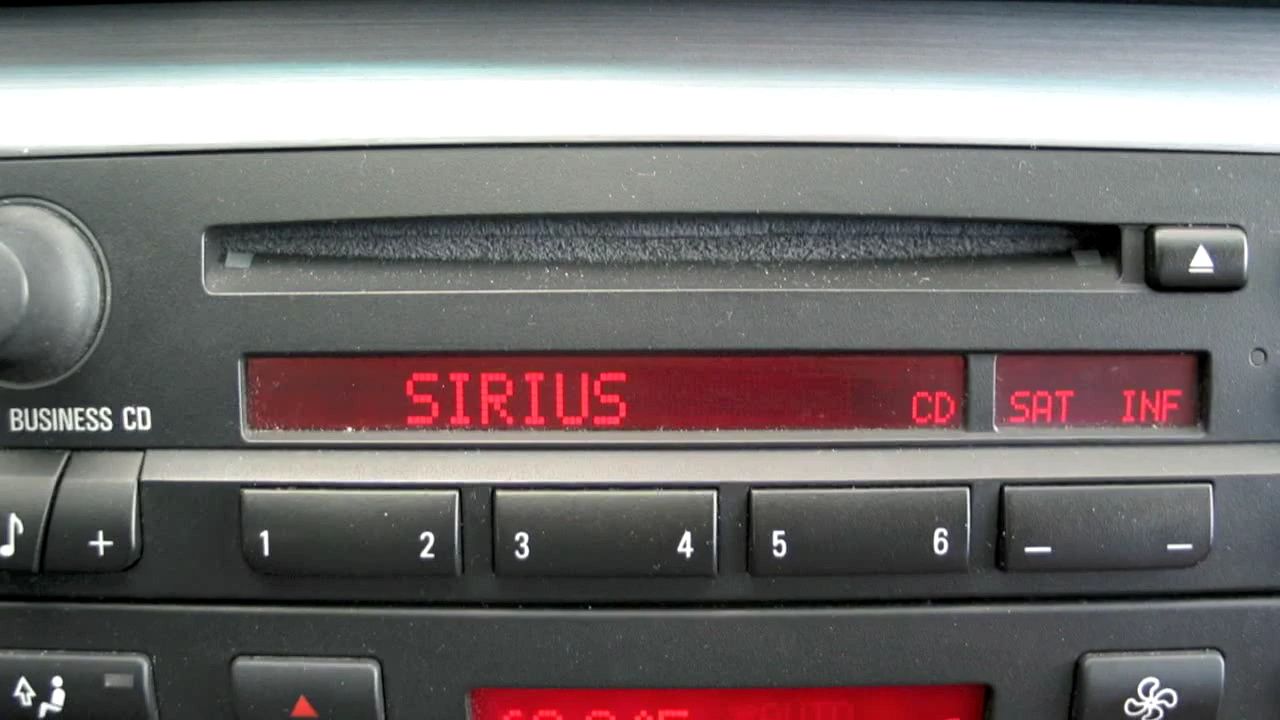 SIRIUS CD SAT INF
BUSINESS CD
+
1 2 3 4 5 6 — —